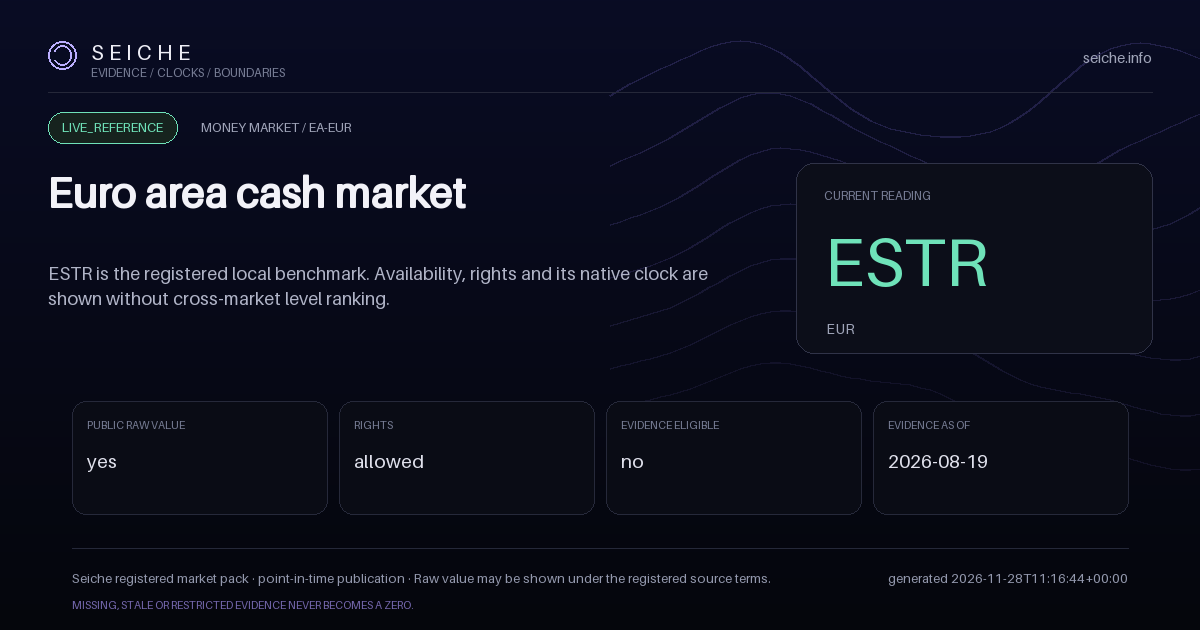 SEICHE
EVIDENCE / CLOCKS / BOUNDARIES
seiche.info
LIVE_REFERENCE
MONEY MARKET / EA-EUR
Euro area cash market
ESTR is the registered local benchmark. Availability, rights and its native clock are
shown without cross-market level ranking.
CURRENT READING
ESTR
EUR
PUBLIC RAW VALUE
yes
RIGHTS
allowed
EVIDENCE ELIGIBLE
no
EVIDENCE AS OF
2026-08-19
Seiche registered market pack · point-in-time publication · Raw value may be shown under the registered source terms.
generated 2026-11-28T11:16:44+00:00
MISSING, STALE OR RESTRICTED EVIDENCE NEVER BECOMES A ZERO.